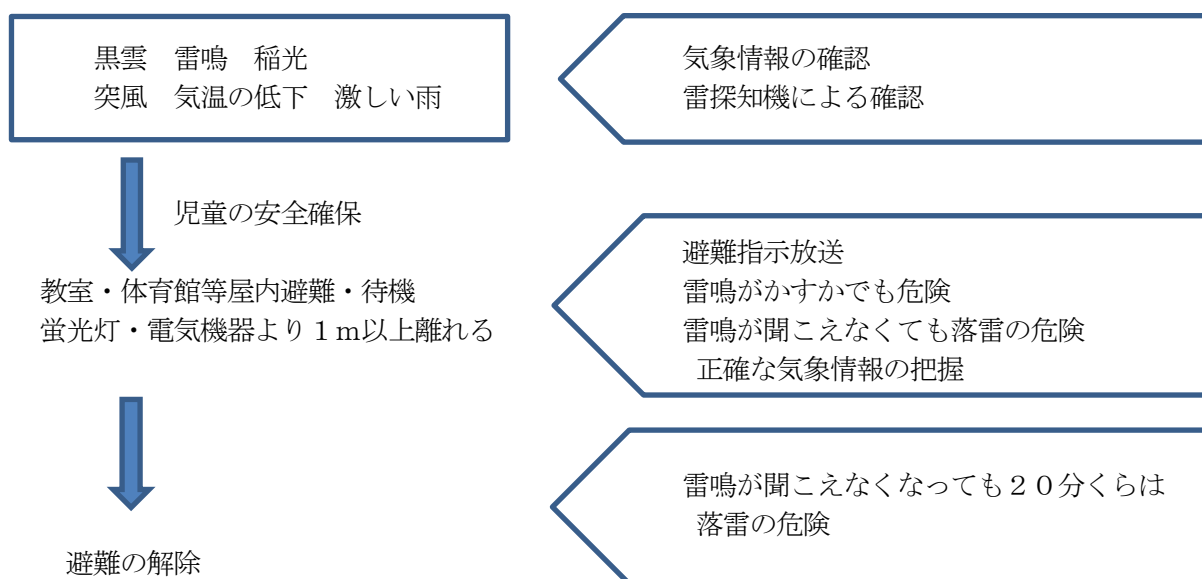 黒雲　雷鳴　稲光
突風　気温の低下　激しい雨
気象情報の確認
雷探知機による確認
児童の安全確保
教室・体育館等屋内避難・待機
蛍光灯・電気機器より１ｍ以上離れる
避難指示放送
雷鳴がかすかでも危険
雷鳴が聞こえなくても落雷の危険
正確な気象情報の把握
雷鳴が聞こえなくなっても２０分くらは
落雷の危険
避難の解除